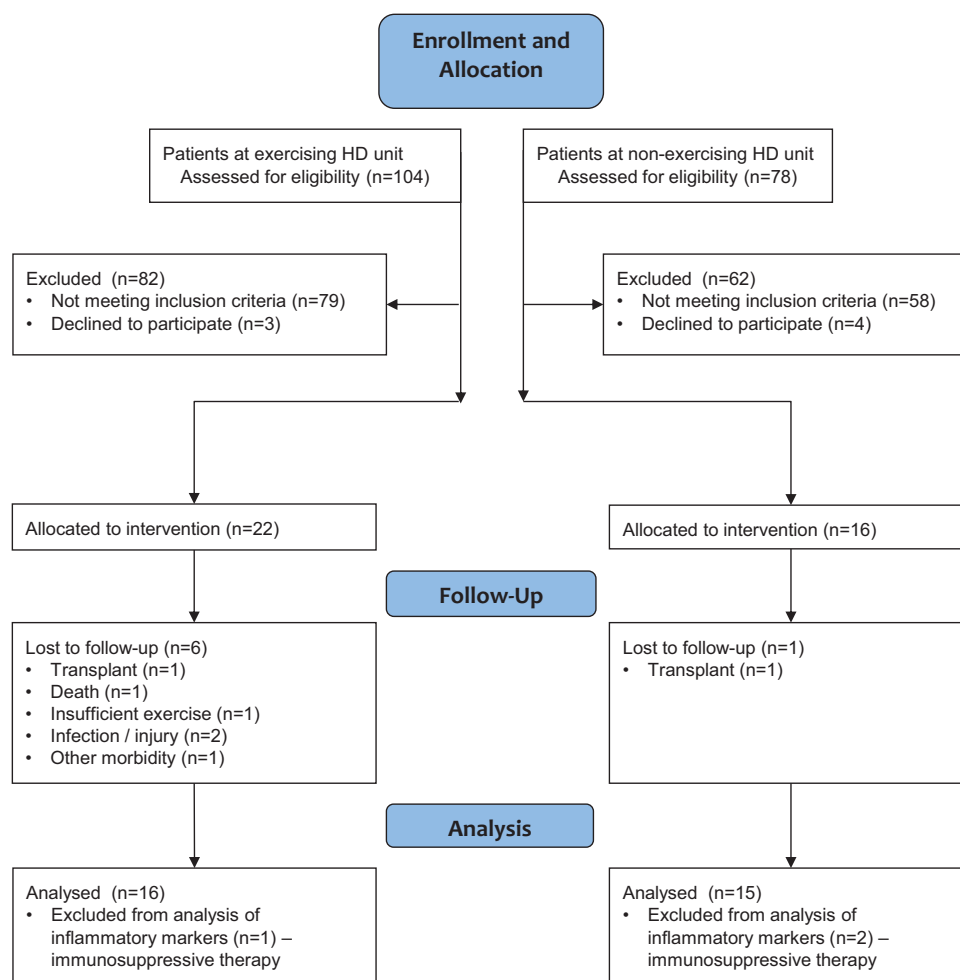 Enrollment and
Allocation
Patients at exercising HD unit
Assessed for eligibility (n=104)
Patients at non-exercising HD unit
Assessed for eligibility (n=78)
Excluded (n=82)
• Not meeting inclusion criteria (n=79)
• Declined to participate (n=3)
Excluded (n=62)
• Not meeting inclusion criteria (n=58)
• Declined to participate (n=4)
Allocated to intervention (n=22)
Allocated to intervention (n=16)
Follow-Up
Lost to follow-up (n=6)
• Transplant (n=1)
• Death (n=1)
• Insufficient exercise (n=1)
• Infection / injury (n=2)
• Other morbidity (n=1)
Lost to follow-up (n=1)
• Transplant (n=1)
Analysis
Analysed (n=16)
• Excluded from analysis of
inflammatory markers (n=1) –
immunosuppressive therapy
Analysed (n=15)
• Excluded from analysis of
inflammatory markers (n=2) –
immunosuppressive therapy